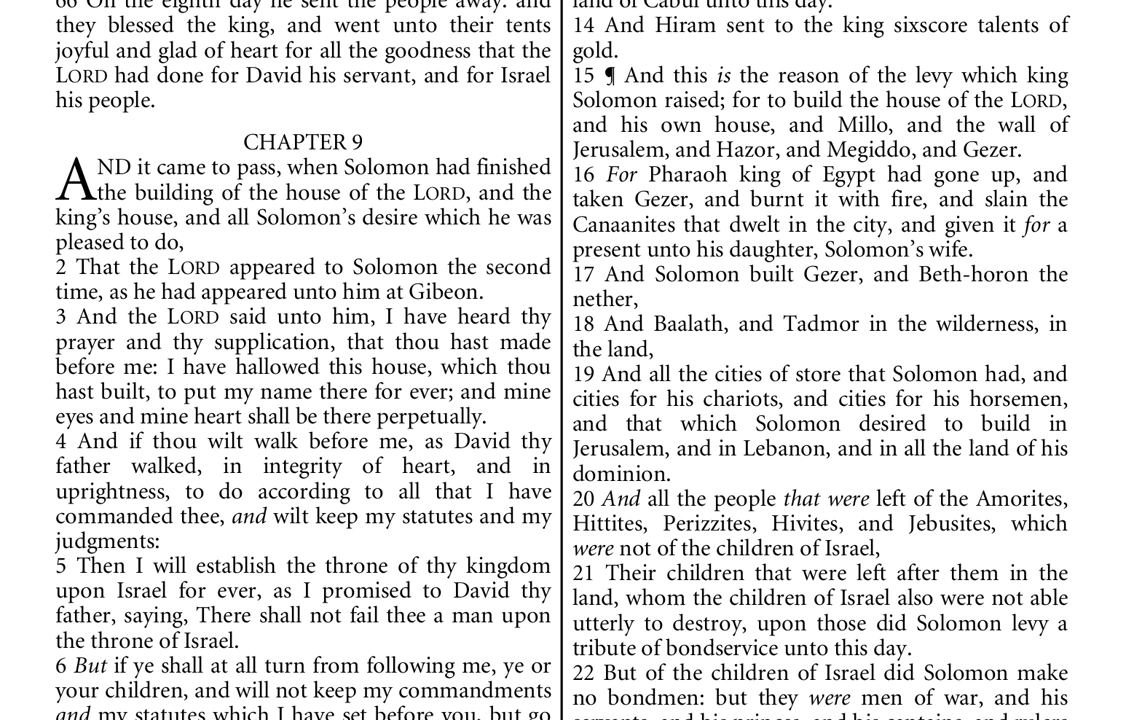 66 On the eighth day he sent the people away: and
they blessed the king, and went unto their tents
joyful and glad of heart for all the goodness that the
LORD had done for David his servant, and for Israel
his people.
CHAPTER 9
AND it came to pass, when Solomon had finished
the building of the house of the LORD, and the
king's house, and all Solomon's desire which he was
pleased to do,
2 That the LORD appeared to Solomon the second
time, as he had appeared unto him at Gibeon.
3 And the LORD said unto him, I have heard thy
prayer and thy supplication, that thou hast made
before me: I have hallowed this house, which thou
hast built, to put my name there for ever; and mine
eyes and mine heart shall be there perpetually.
4 And if thou wilt walk before me, as David thy
father walked, in integrity of heart, and in
uprightness, to do according to all that I have
commanded thee, and wilt keep my statutes and my
judgments:
5 Then I will establish the throne of thy kingdom
upon Israel for ever, as I promised to David thy
father, saying, There shall not fail thee a man upon
the throne of Israel.
6 But if ye shall at all turn from following me, ye or
your children, and will not keep my commandments
and my statutes which I have set before you, but go
land of Cabul unto this day.
14 And Hiram sent to the king sixscore talents of
gold.
15 ¶ And this is the reason of the levy which king
Solomon raised; for to build the house of the LORD,
and his own house, and Millo, and the wall of
Jerusalem, and Hazor, and Megiddo, and Gezer.
16 For Pharaoh king of Egypt had gone up, and
taken Gezer, and burnt it with fire, and slain the
Canaanites that dwelt in the city, and given it for a
present unto his daughter, Solomon's wife.
17 And Solomon built Gezer, and Beth-horon the
nether,
18 And Baalath, and Tadmor in the wilderness, in
the land,
19 And all the cities of store that Solomon had, and
cities for his chariots, and cities for his horsemen,
and that which Solomon desired to build in
Jerusalem, and in Lebanon, and in all the land of his
dominion.
20 And all the people that were left of the Amorites,
Hittites, Perizzites, Hivites, and Jebusites, which
were not of the children of Israel,
21 Their children that were left after them in the
land, whom the children of Israel also were not able
utterly to destroy, upon those did Solomon levy a
tribute of bondservice unto this day.
22 But of the children of Israel did Solomon make
no bondmen: but they were men of war, and his
servants, and his princes, and his captains, and rulers